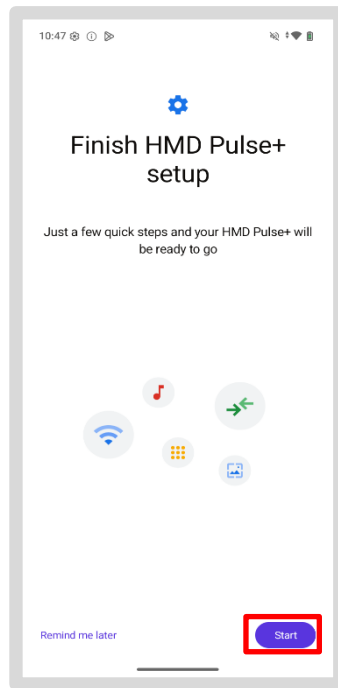 10:47
Finish HMD Pulse+
setup
Just a few quick steps and your HMD Pulse+ will
be ready to go
Remind me later
Start